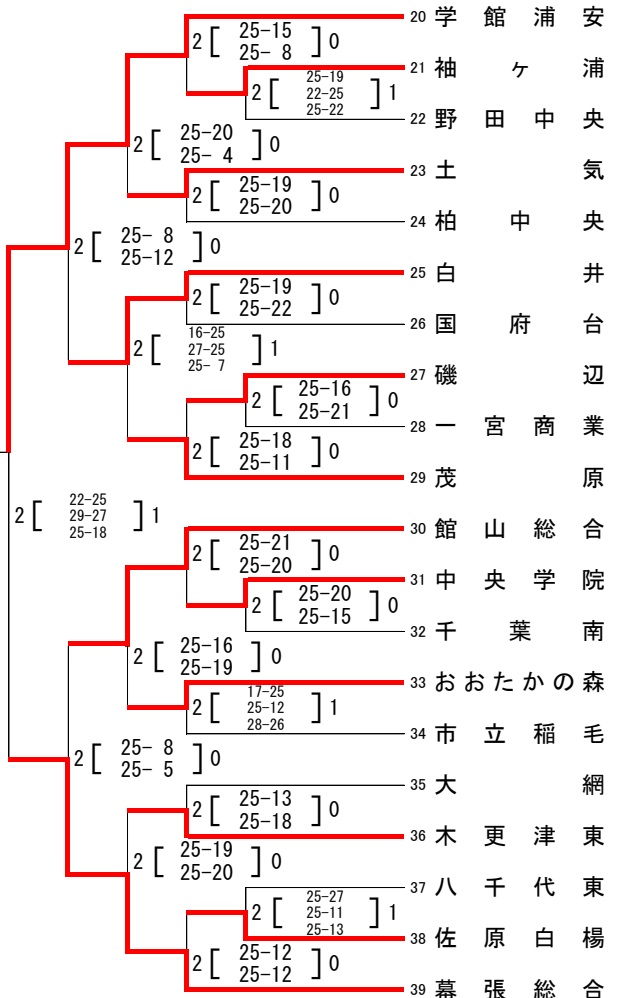 20 学館浦安
2 [ 25-15 ] 0
25- 8
21 袖ヶ浦
2 [ 25-19 ] 1
22-25
25-22
22 野田中央
2 [ 25-20 ] 0
25- 4
23 土気
2 [ 25-19 ] 0
25-20
24 柏中央
2 [ 25- 8 ] 0
25-12
25 白井
2 [ 25-19 ] 0
25-22
26 国府台
2 [ 16-25 ] 1
27-25
25- 7
27 磯辺
2 [ 25-16 ] 0
25-21
28 一宮商業
2 [ 25-18 ] 0
25-11
29 茂原
2 [ 22-25 ] 1
29-27
25-18
30 館山総合
2 [ 25-21 ] 0
25-20
31 中央学院
2 [ 25-20 ] 0
25-15
32 千葉南
2 [ 25-16 ] 0
25-19
33 おおたかの森
2 [ 17-25 ] 1
25-12
28-26
34 市立稲毛
2 [ 25- 8 ] 0
25- 5
35 大網
2 [ 25-13 ] 0
25-18
36 木更津東
2 [ 25-19 ] 0
25-20
37 八千代東
2 [ 25-27 ] 1
25-11
25-13
38 佐原白楊
2 [ 25-12 ] 0
25-12
39 幕張総合